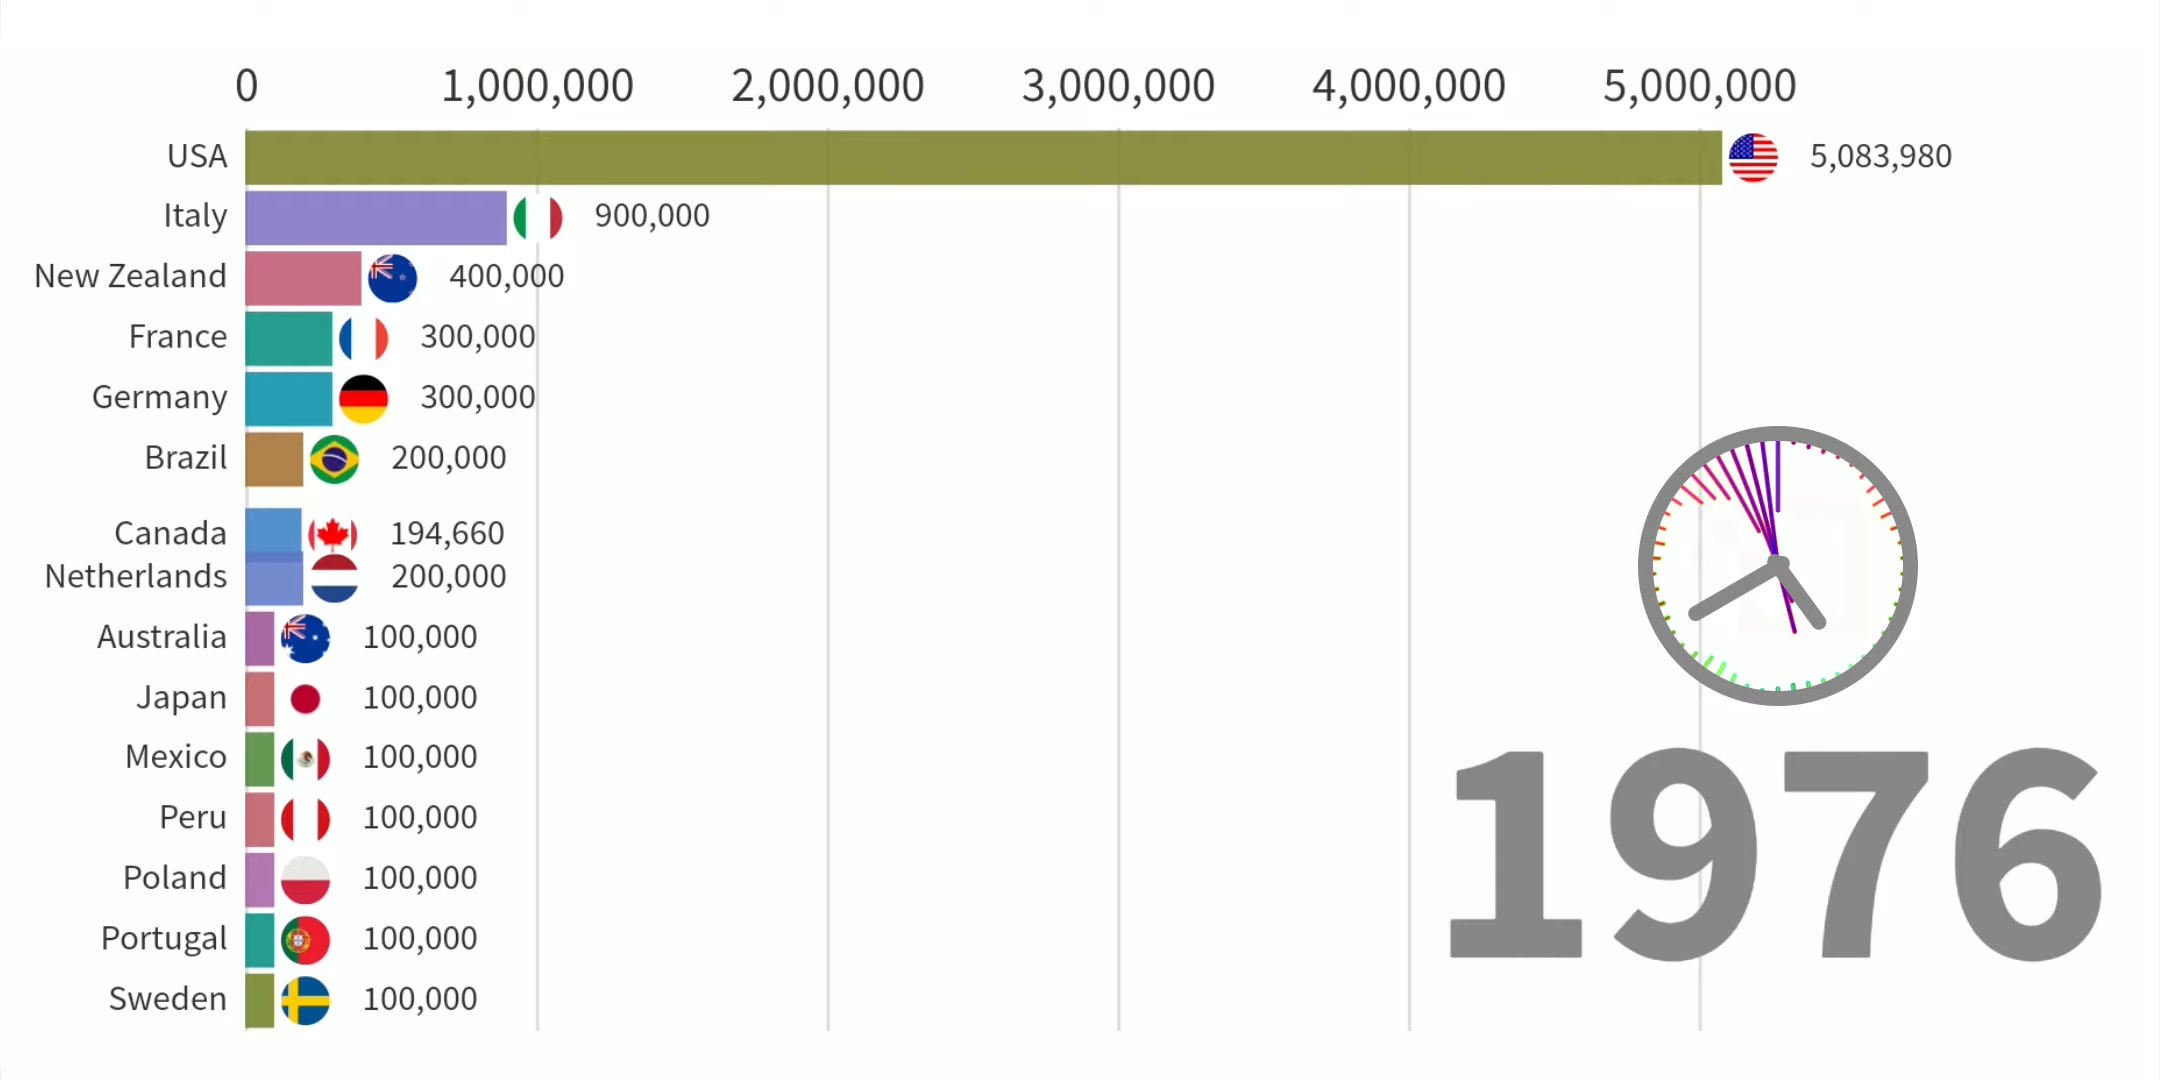 0 1,000,000 2,000,000 3,000,000 4,000,000 5,000,000
USA 5,083,980
Italy 900,000
New Zealand 400,000
France 300,000
Germany 300,000
Brazil 200,000
Canada 194,660
Netherlands 200,000
Australia 100,000
Japan 100,000
Mexico 100,000
Peru 100,000
Poland 100,000
Portugal 100,000
Sweden 100,000
1976